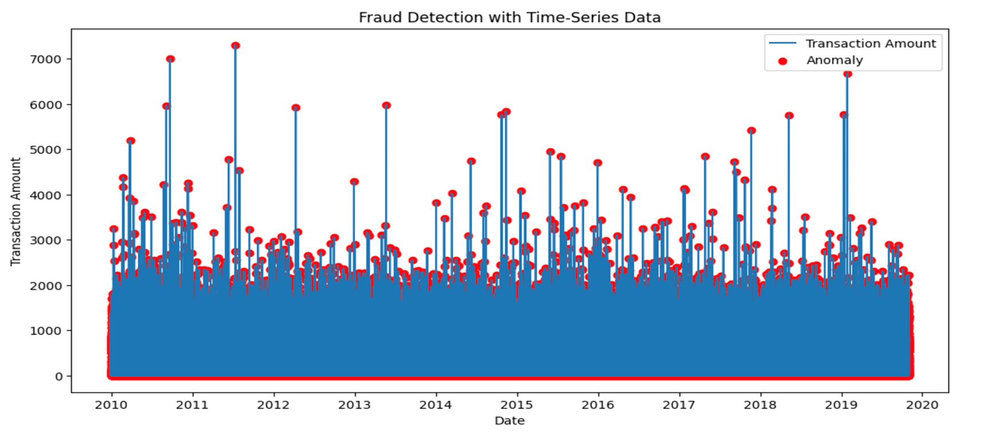 Fraud Detection with Time-Series Data
Transaction Amount
Anomaly
Transaction Amount
7000
6000
5000
4000
3000
2000
1000
0
2010 2011 2012 2013 2014 2015 2016 2017 2018 2019 2020
Date